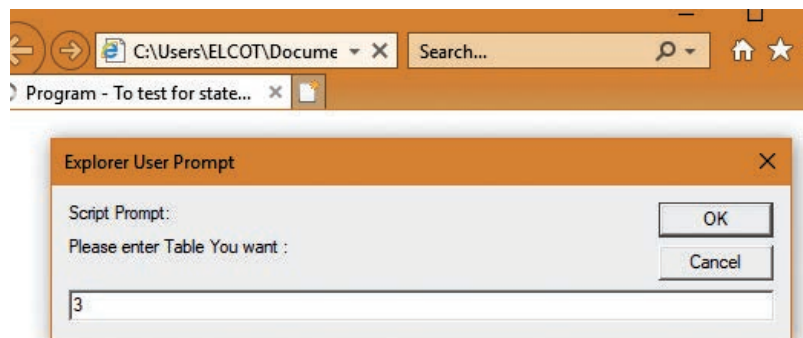 C:\Users\ELCOT\Docume
Search...
Program - To test for state...
Explorer User Prompt
Script Prompt:
OK
Please enter Table You want :
Cancel
3